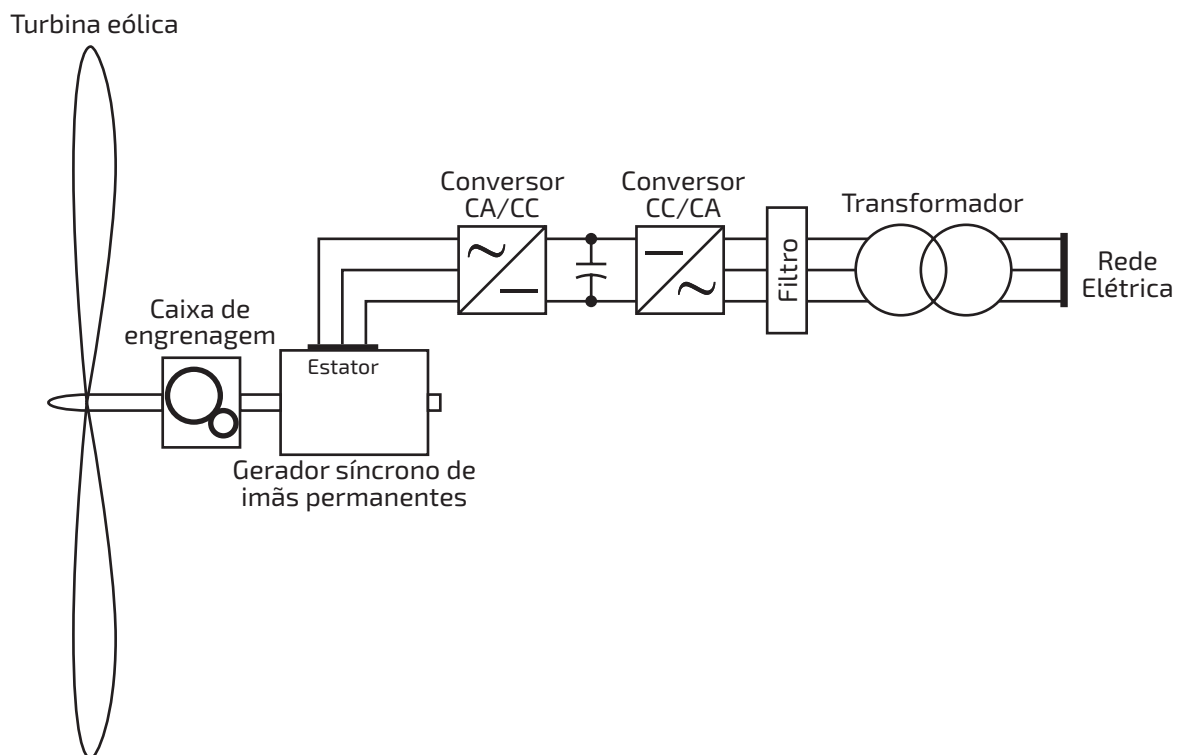 Turbina eólica
Conversor
CA/CC
Conversor
CC/CA
Transformador
Filtro
Rede
Elétrica
Caixa de
engrenagem
Estator
Gerador síncrono de
imãs permanentes